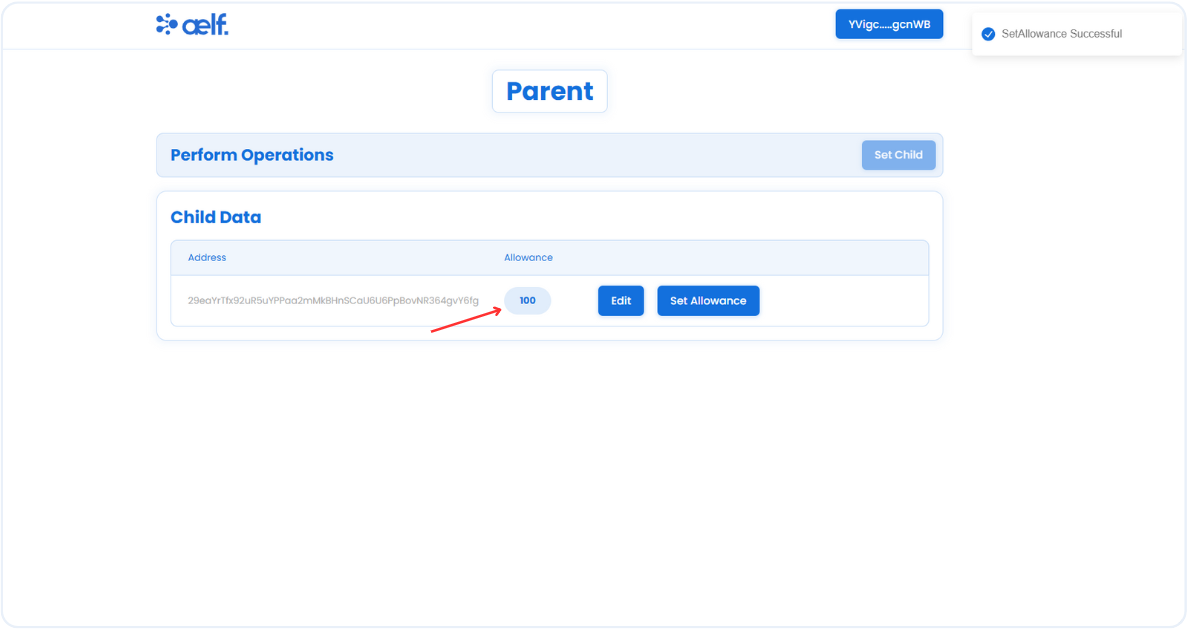 aelf.
YVigc.....gcnWB
SetAllowance Successful
Parent
Perform Operations
Set Child
Child Data
Address Allowance
29eaYrTfx92uR5uYPPaa2mMkBHnSCaU6U6PpBovNR364gvY6fg 100 Edit Set Allowance